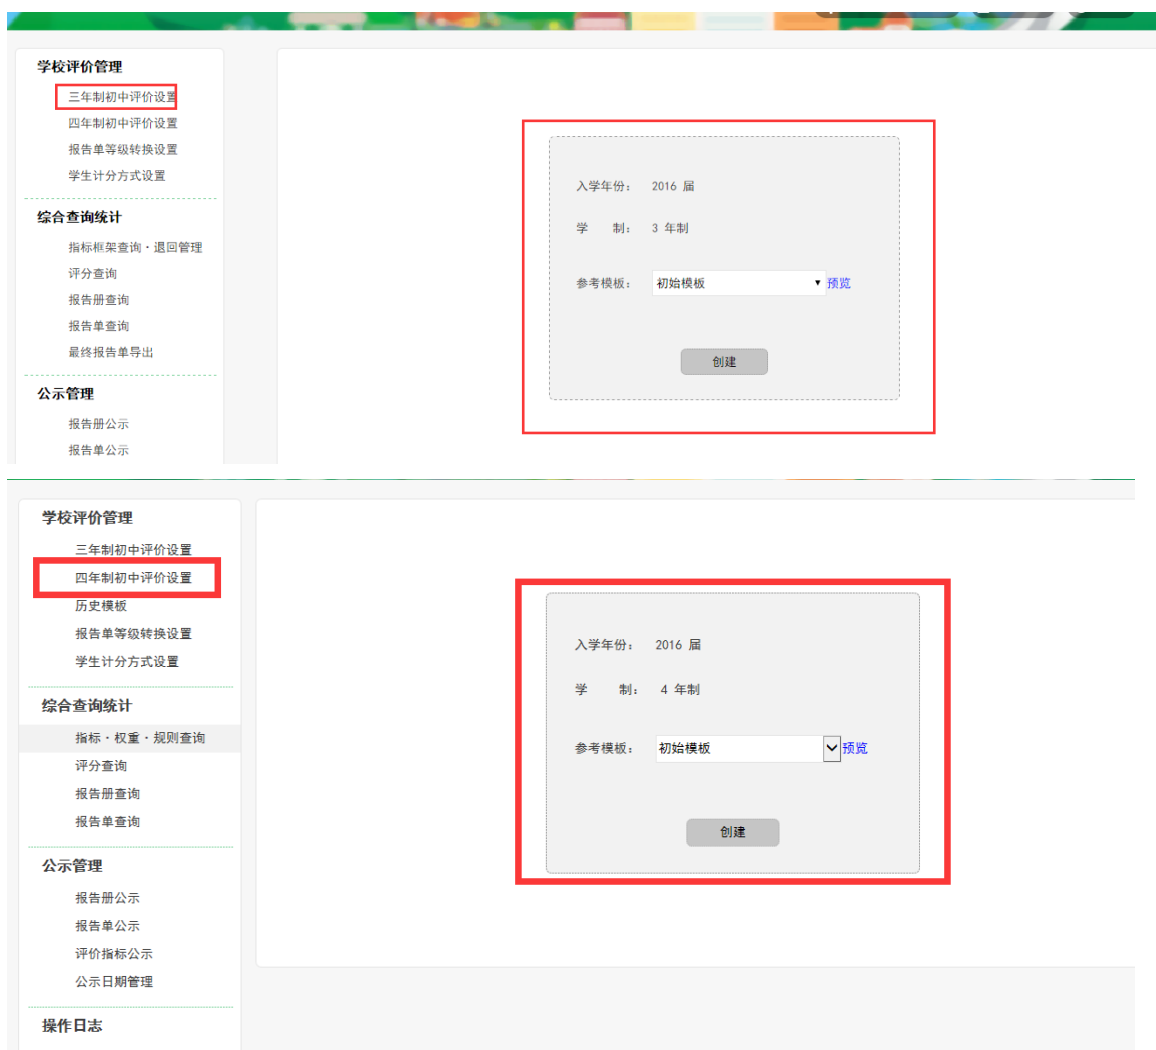 学校评价管理
三年制初中评价设置
四年制初中评价设置
报告单等级转换设置
学生计分方式设置
综合查询统计
指标框架查询·退回管理
评分查询
报告册查询
报告单查询
最终报告单导出
公示管理
报告册公示
报告单公示
入学年份： 2016 届
学 制： 3 年制
参考模板： 初始模板 预览
创建
学校评价管理
三年制初中评价设置
四年制初中评价设置
历史模板
报告单等级转换设置
学生计分方式设置
综合查询统计
指标·权重·规则查询
评分查询
报告册查询
报告单查询
公示管理
报告册公示
报告单公示
评价指标公示
公示日期管理
操作日志
入学年份： 2016 届
学 制： 4 年制
参考模板： 初始模板 预览
创建